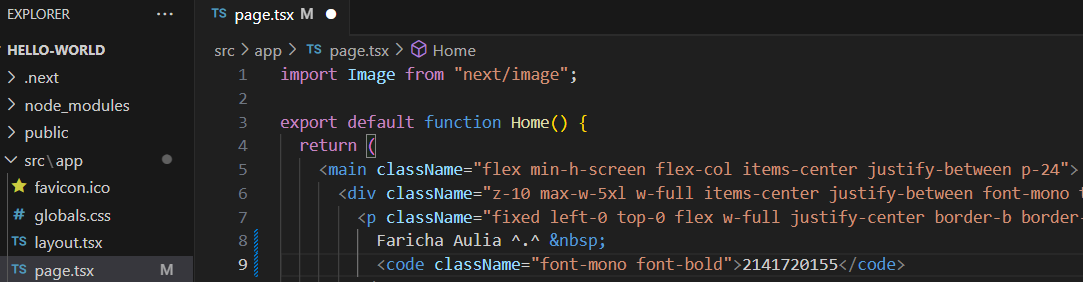 EXPLORER ···
HELLO-WORLD
.next
node_modules
public
src\app
favicon.ico
# globals.css
TS layout.tsx
TS page.tsx M
TS page.tsx M
src > app > TS page.tsx > Home
1 import Image from "next/image";
2
3 export default function Home() {
4 return (
5 <main className="flex min-h-screen flex-col items-center justify-between p-24">
6 <div className="z-10 max-w-5xl w-full items-center justify-between font-mono
7 <p className="fixed left-0 top-0 flex w-full justify-center border-b border-
8 Faricha Aulia ^.^ &nbsp;
9 <code className="font-mono font-bold">2141720155</code>